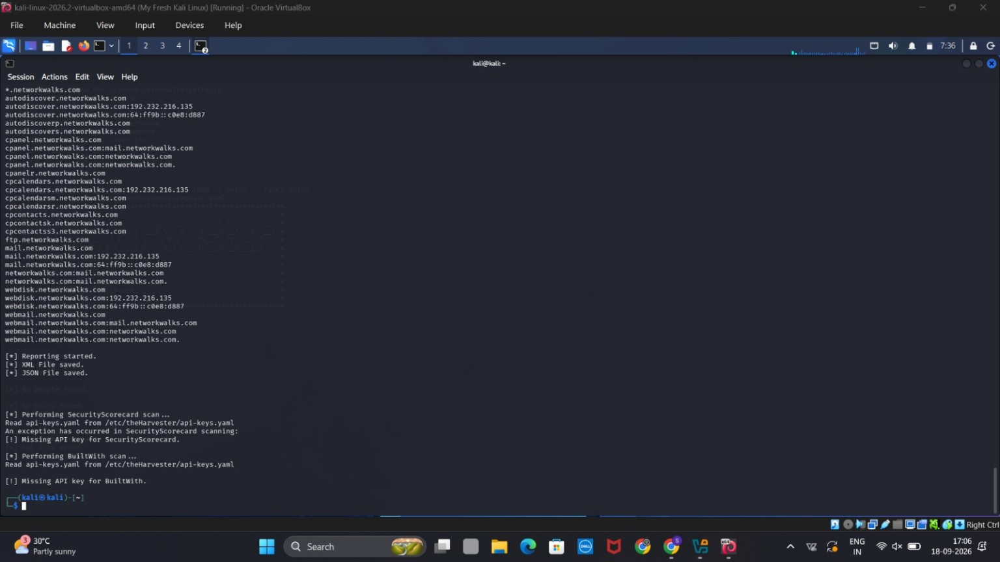 kali-linux-2026.2-virtualbox-amd64 (My Fresh Kali Linux) [Running] - Oracle VirtualBox
File Machine View Input Devices Help
1 2 3 4 2 7:36
kali@kali: ~
Session Actions Edit View Help
*.networkwalks.com
autodiscover.networkwalks.com
autodiscover.networkwalks.com:192.232.216.135
autodiscover.networkwalks.com:64:ff9b::c0e8:d887
autodiscoverp.networkwalks.com
autodiscovers.networkwalks.com
cpanel.networkwalks.com
cpanel.networkwalks.com:mail.networkwalks.com
cpanel.networkwalks.com:networkwalks.com
cpanel.networkwalks.com:networkwalks.com.
cpanelr.networkwalks.com
cpcalendars.networkwalks.com
cpcalendars.networkwalks.com:192.232.216.135
cpcalendarsm.networkwalks.com
cpcalendarsr.networkwalks.com
cpcontacts.networkwalks.com
cpcontactsk.networkwalks.com
cpcontactss3.networkwalks.com
ftp.networkwalks.com
mail.networkwalks.com
mail.networkwalks.com:192.232.216.135
mail.networkwalks.com:64:ff9b::c0e8:d887
networkwalks.com:mail.networkwalks.com
networkwalks.com:mail.networkwalks.com.
webdisk.networkwalks.com
webdisk.networkwalks.com:192.232.216.135
webdisk.networkwalks.com:64:ff9b::c0e8:d887
webmail.networkwalks.com
webmail.networkwalks.com:mail.networkwalks.com
webmail.networkwalks.com:networkwalks.com
webmail.networkwalks.com:networkwalks.com.
[*] Reporting started.
[*] XML File saved.
[*] JSON File saved.
[*] Performing SecurityScorecard scan...
Read api-keys.yaml from /etc/theHarvester/api-keys.yaml
An exception has occurred in SecurityScorecard scanning:
[!] Missing API key for SecurityScorecard.
[*] Performing BuiltWith scan...
Read api-keys.yaml from /etc/theHarvester/api-keys.yaml
[!] Missing API key for BuiltWith.
(kali㉿kali)-[~]
$
Right Ctrl
3 30°C
Partly sunny
Search
DELL
ENG
IN
17:06
18-09-2026